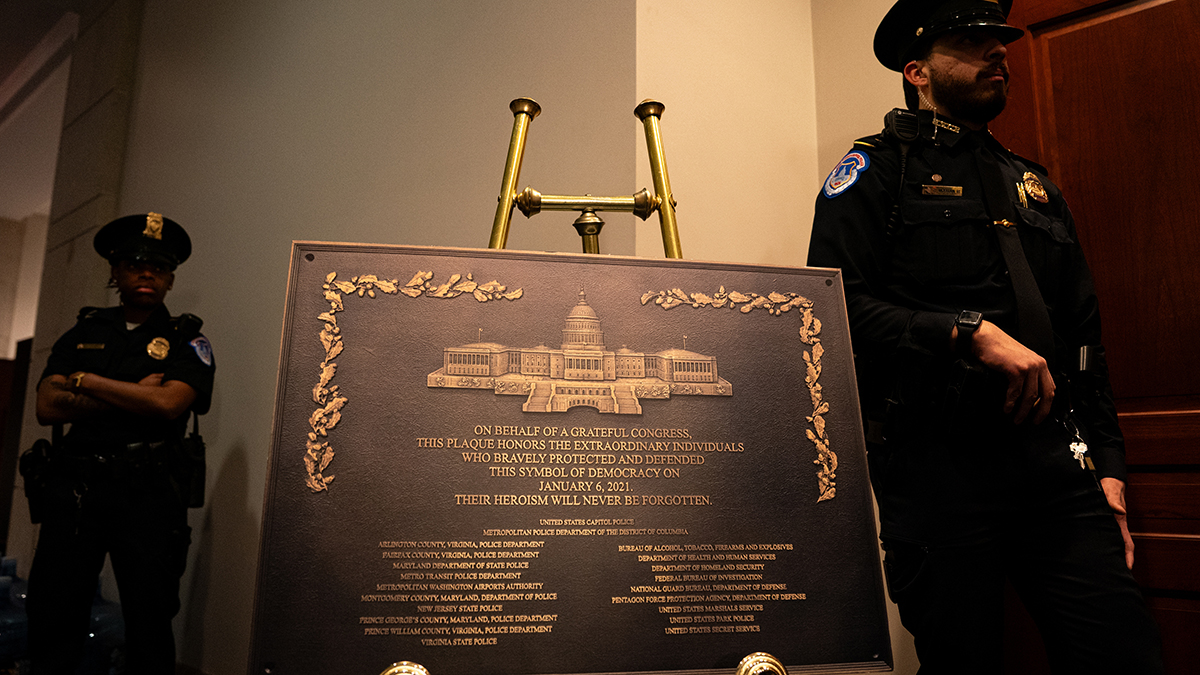 ON BEHALF OF A GRATEFUL CONGRESS,
THIS PLAQUE HONORS THE EXTRAORDINARY INDIVIDUALS
WHO BRAVELY PROTECTED AND DEFENDED
THIS SYMBOL OF DEMOCRACY ON
JANUARY 6, 2021.
THEIR HEROISM WILL NEVER BE FORGOTTEN.
UNITED STATES CAPITOL POLICE
METROPOLITAN POLICE DEPARTMENT OF THE DISTRICT OF COLUMBIA
ARLINGTON COUNTY, VIRGINIA, POLICE DEPARTMENT
FAIRFAX COUNTY, VIRGINIA, POLICE DEPARTMENT
MARYLAND DEPARTMENT OF STATE POLICE
METRO TRANSIT POLICE DEPARTMENT
METROPOLITAN WASHINGTON AIRPORTS AUTHORITY
MONTGOMERY COUNTY, MARYLAND, DEPARTMENT OF POLICE
NEW JERSEY STATE POLICE
PRINCE GEORGE'S COUNTY, MARYLAND, POLICE DEPARTMENT
PRINCE WILLIAM COUNTY, VIRGINIA, POLICE DEPARTMENT
VIRGINIA STATE POLICE
BUREAU OF ALCOHOL, TOBACCO, FIREARMS AND EXPLOSIVES
DEPARTMENT OF HEALTH AND HUMAN SERVICES
DEPARTMENT OF HOMELAND SECURITY
FEDERAL BUREAU OF INVESTIGATION
NATIONAL GUARD BUREAU, DEPARTMENT OF DEFENSE
PENTAGON FORCE PROTECTION AGENCY, DEPARTMENT OF DEFENSE
UNITED STATES MARSHALS SERVICE
UNITED STATES PARK POLICE
UNITED STATES SECRET SERVICE